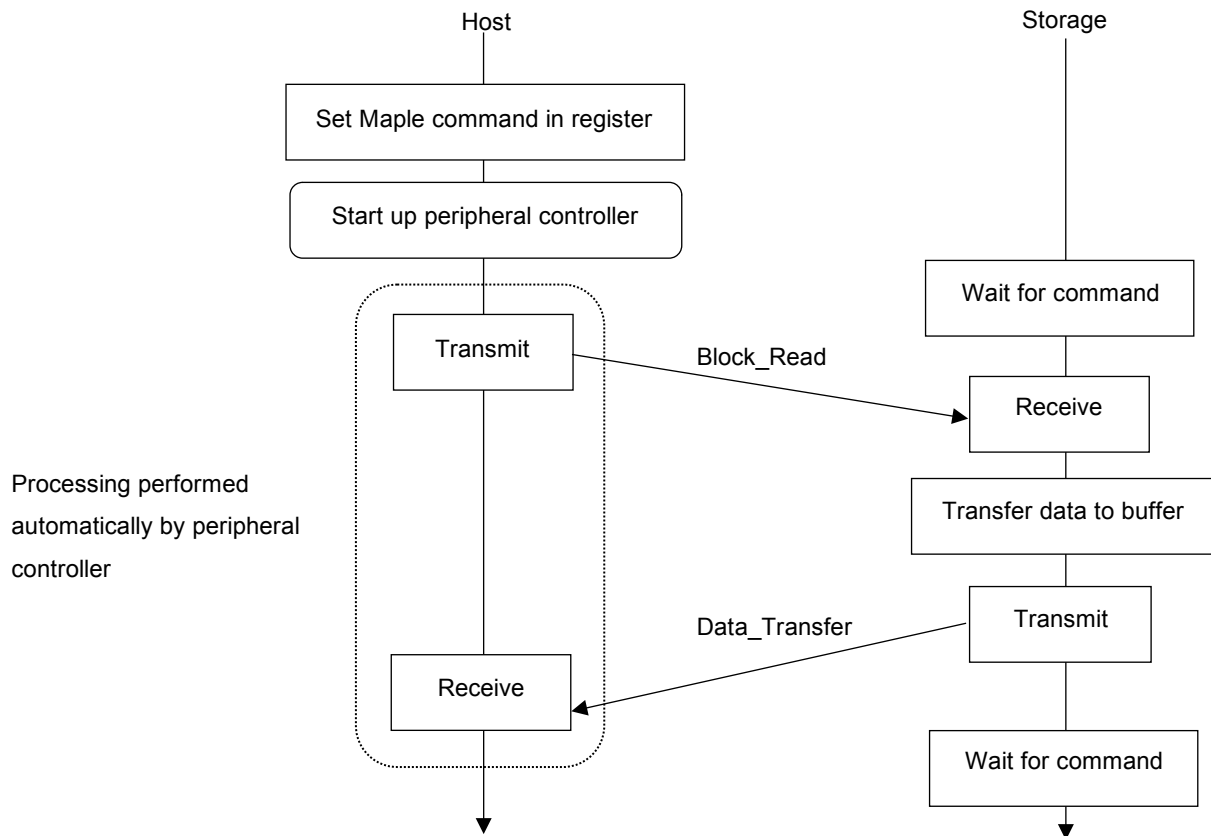 Host
Storage
Set Maple command in register
Start up peripheral controller
Wait for command
Transmit
Block_Read
Receive
Processing performed
automatically by peripheral
controller
Transfer data to buffer
Transmit
Data_Transfer
Receive
Wait for command